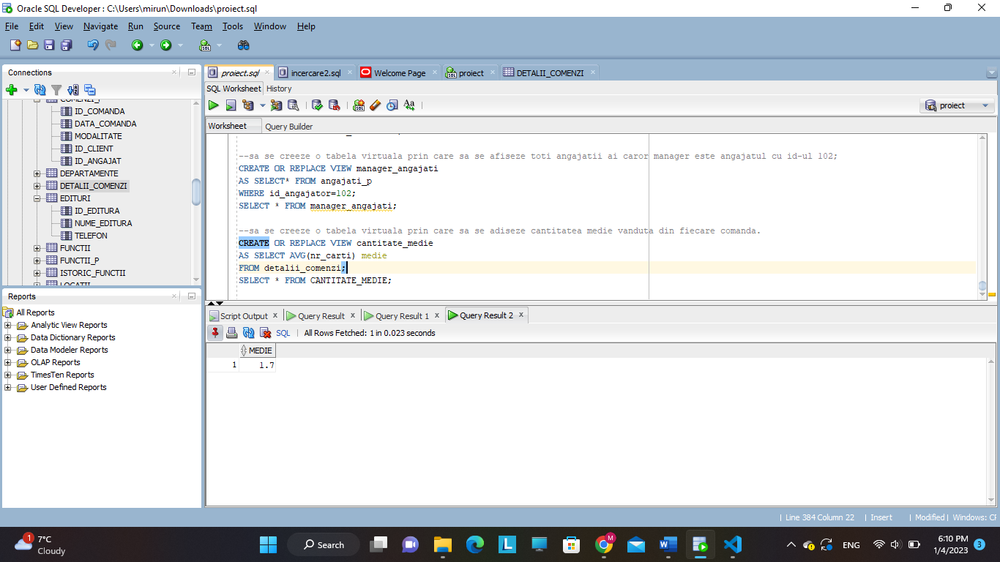 Oracle SQL Developer : C:\Users\mirun\Downloads\proiect.sql
File Edit View Navigate Run Source Team Tools Window Help
Connections
COMENZI_P
ID_COMANDA
DATA_COMANDA
MODALITATE
ID_CLIENT
ID_ANGAJAT
DEPARTAMENTE
DETALII_COMENZI
EDITURI
ID_EDITURA
NUME_EDITURA
TELEFON
FUNCTII
FUNCTII_P
ISTORIC_FUNCTII
LOCATII
Reports
All Reports
Analytic View Reports
Data Dictionary Reports
Data Modeler Reports
OLAP Reports
TimesTen Reports
User Defined Reports
proiect.sql incercare2.sql Welcome Page proiect DETALII_COMENZI
SQL Worksheet History
proiect
Worksheet Query Builder
--sa se creeze o tabela virtuala prin care sa se afiseze toti angajatii ai caror manager este angajatul cu id-ul 102;
CREATE OR REPLACE VIEW manager_angajati
AS SELECT* FROM angajati_p
WHERE id_angajator=102;
SELECT * FROM manager_angajati;
--sa se creeze o tabela virtuala prin care sa se adiseze cantitatea medie vanduta din fiecare comanda.
CREATE OR REPLACE VIEW cantitate_medie
AS SELECT AVG(nr_carti) medie
FROM detalii_comenzi;
SELECT * FROM CANTITATE_MEDIE;
Script Output Query Result Query Result 1 Query Result 2
SQL All Rows Fetched: 1 in 0.023 seconds
MEDIE
1 1.7
Line 384 Column 22 Insert Modified Windows: CF
1 7°C
Cloudy
Search
M
ENG
6:10 PM
1/4/2023
3